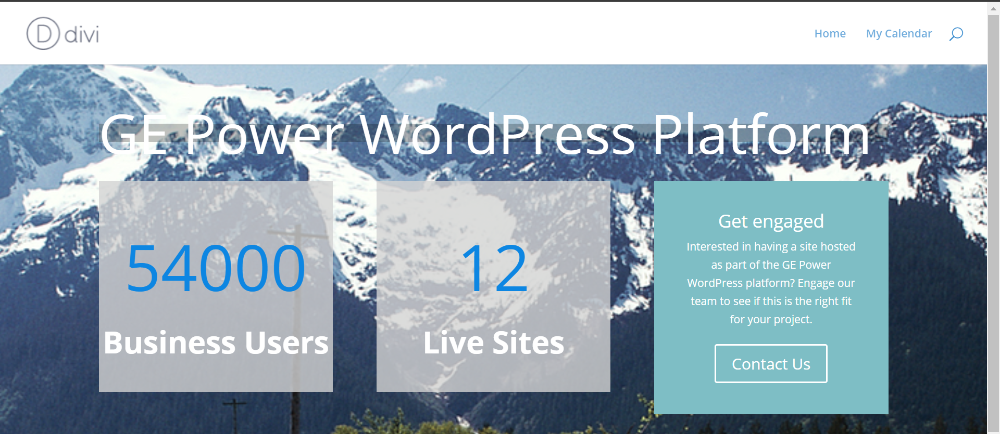 D divi
Home
My Calendar
GE Power WordPress Platform
54000
Business Users
12
Live Sites
Get engaged
Interested in having a site hosted
as part of the GE Power
WordPress platform? Engage our
team to see if this is the right fit
for your project.
Contact Us